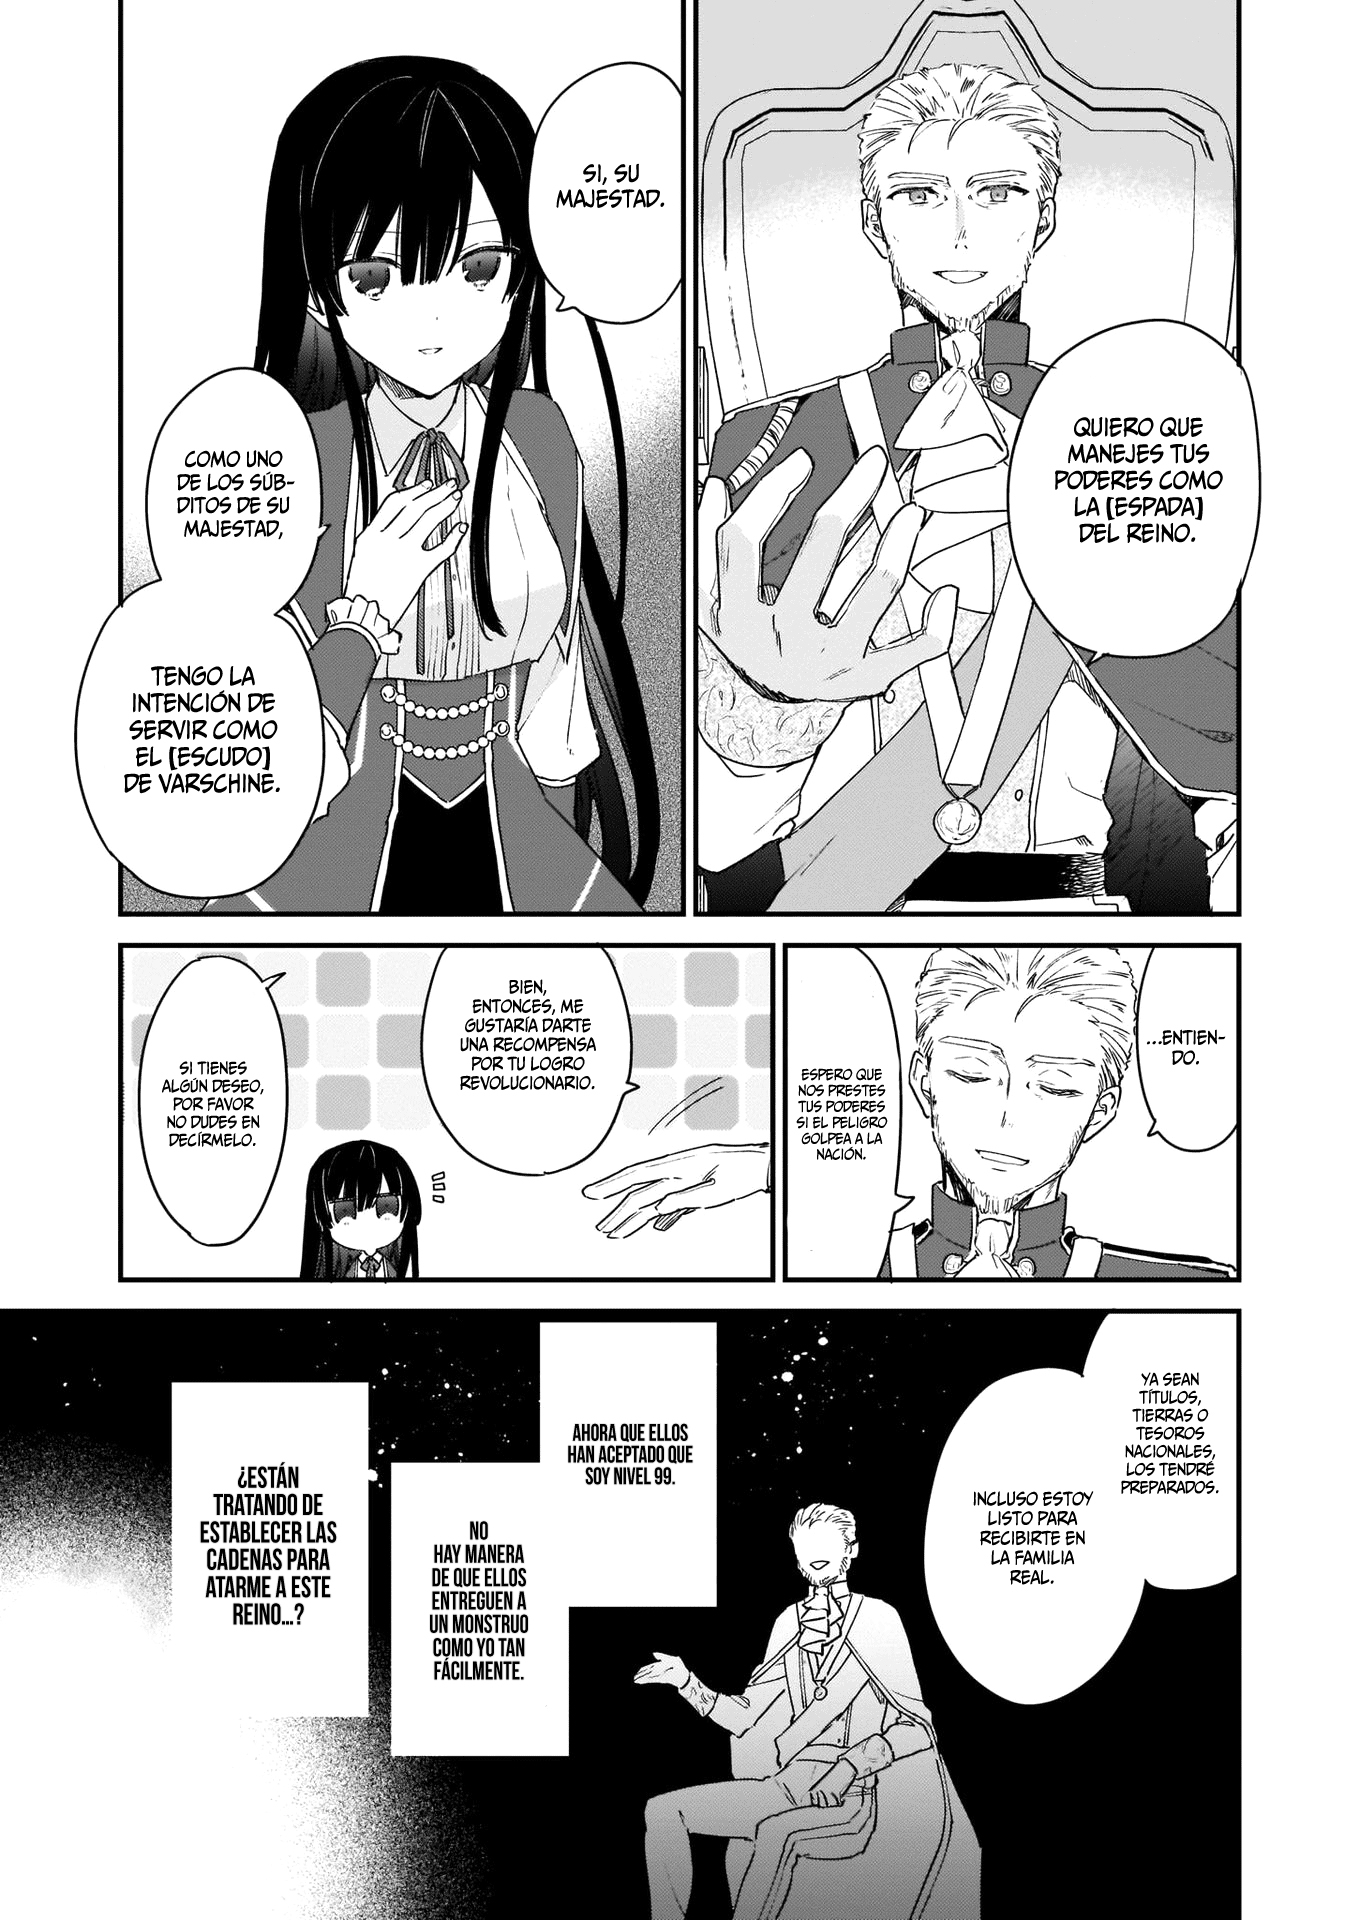 QUIERO QUE
MANEJES TUS
PODERES COMO
LA [ESPADA]
DEL REINO.
SI, SU
MAJESTAD.
COMO UNO
DE LOS SÚB-
DITOS DE SU
MAJESTAD,
TENGO LA
INTENCIÓN DE
SERVIR COMO
EL [ESCUDO]
DE VARSCHINE.
...ENTIEN-
DO.
ESPERO QUE
NOS PRESTES
TUS PODERES
SI EL PELIGRO
GOLPEA A LA
NACIÓN.
BIEN,
ENTONCES, ME
GUSTARÍA DARTE
UNA RECOMPENSA
POR TU LOGRO
REVOLUCIONARIO.
SI TIENES
ALGÚN DESEO,
POR FAVOR
NO DUDES EN
DECÍRMELO.
YA SEAN
TÍTULOS,
TIERRAS O
TESOROS
NACIONALES,
LOS TENDRÉ
PREPARADOS.
INCLUSO ESTOY
LISTO PARA
RECIBIRTE EN
LA FAMILIA
REAL.
AHORA QUE ELLOS
HAN ACEPTADO QUE
SOY NIVEL 99.
NO
HAY MANERA
DE QUE ELLOS
ENTREGUEN A
UN MONSTRUO
COMO YO TAN
FÁCILMENTE.
¿ESTÁN
TRATANDO DE
ESTABLECER LAS
CADENAS PARA
ATARME A ESTE
REINO...?